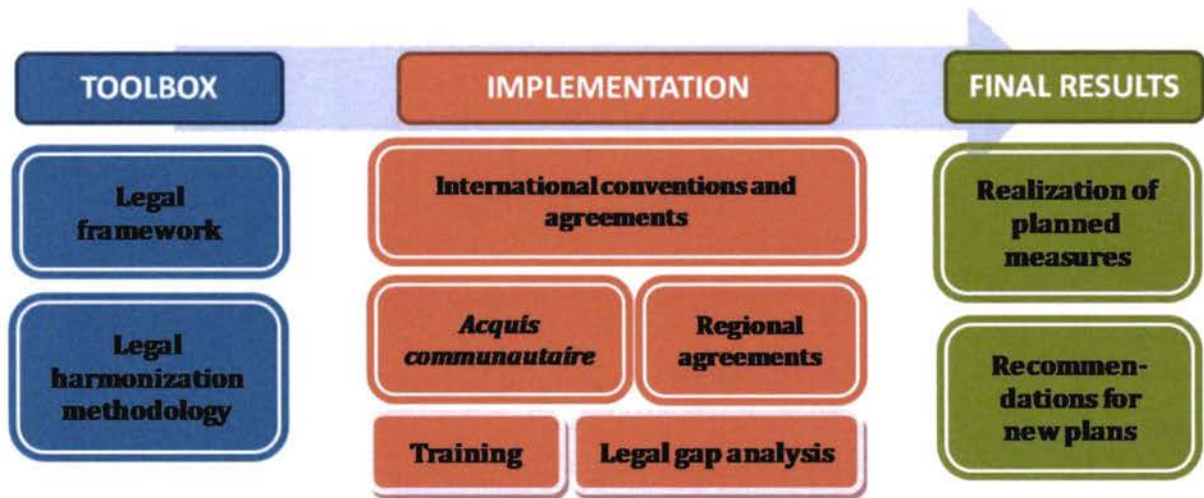 TOOLBOX
Legal
framework
Legal
harmonization
methodology
IMPLEMENTATION
International conventions and
agreements
Acquis
communautaire
Regional
agreements
Training
Legal gap analysis
FINAL RESULTS
Realization of
planned
measures
Recommen-
dations for
new plans